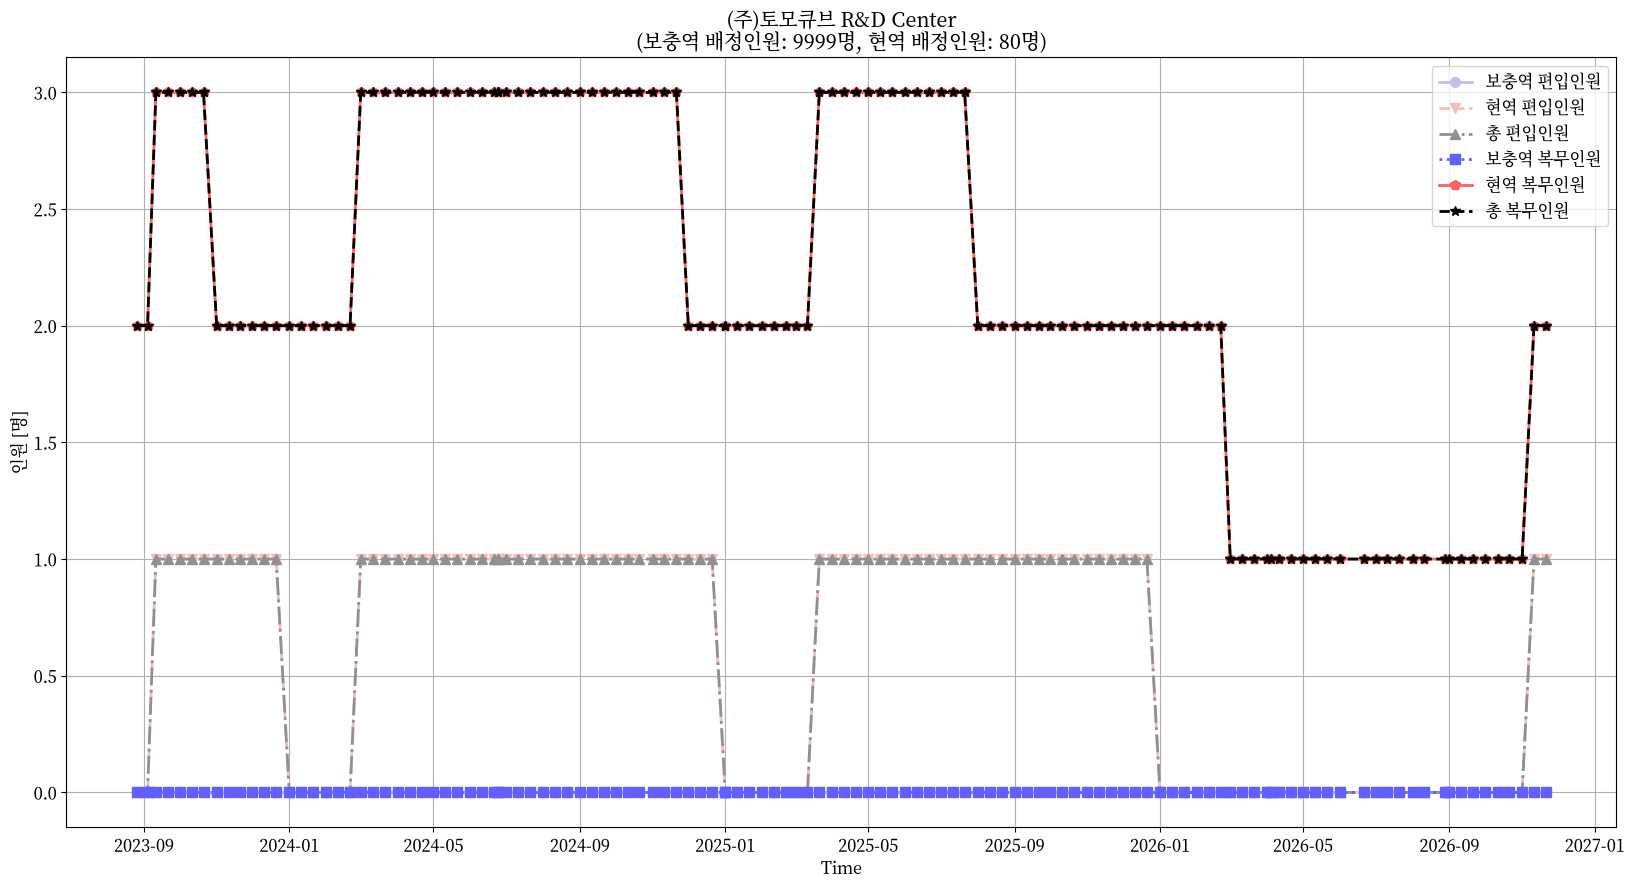 (주)토모큐브 R&D Center
(보충역 배정인원: 9999명, 현역 배정인원: 80명)
보충역 편입인원
현역 편입인원
총 편입인원
보충역 복무인원
현역 복무인원
총 복무인원
인원 [명]
3.0
2.5
2.0
1.5
1.0
0.5
0.0
2023-09 2024-01 2024-05 2024-09 2025-01 2025-05 2025-09 2026-01 2026-05 2026-09 2027-01
Time